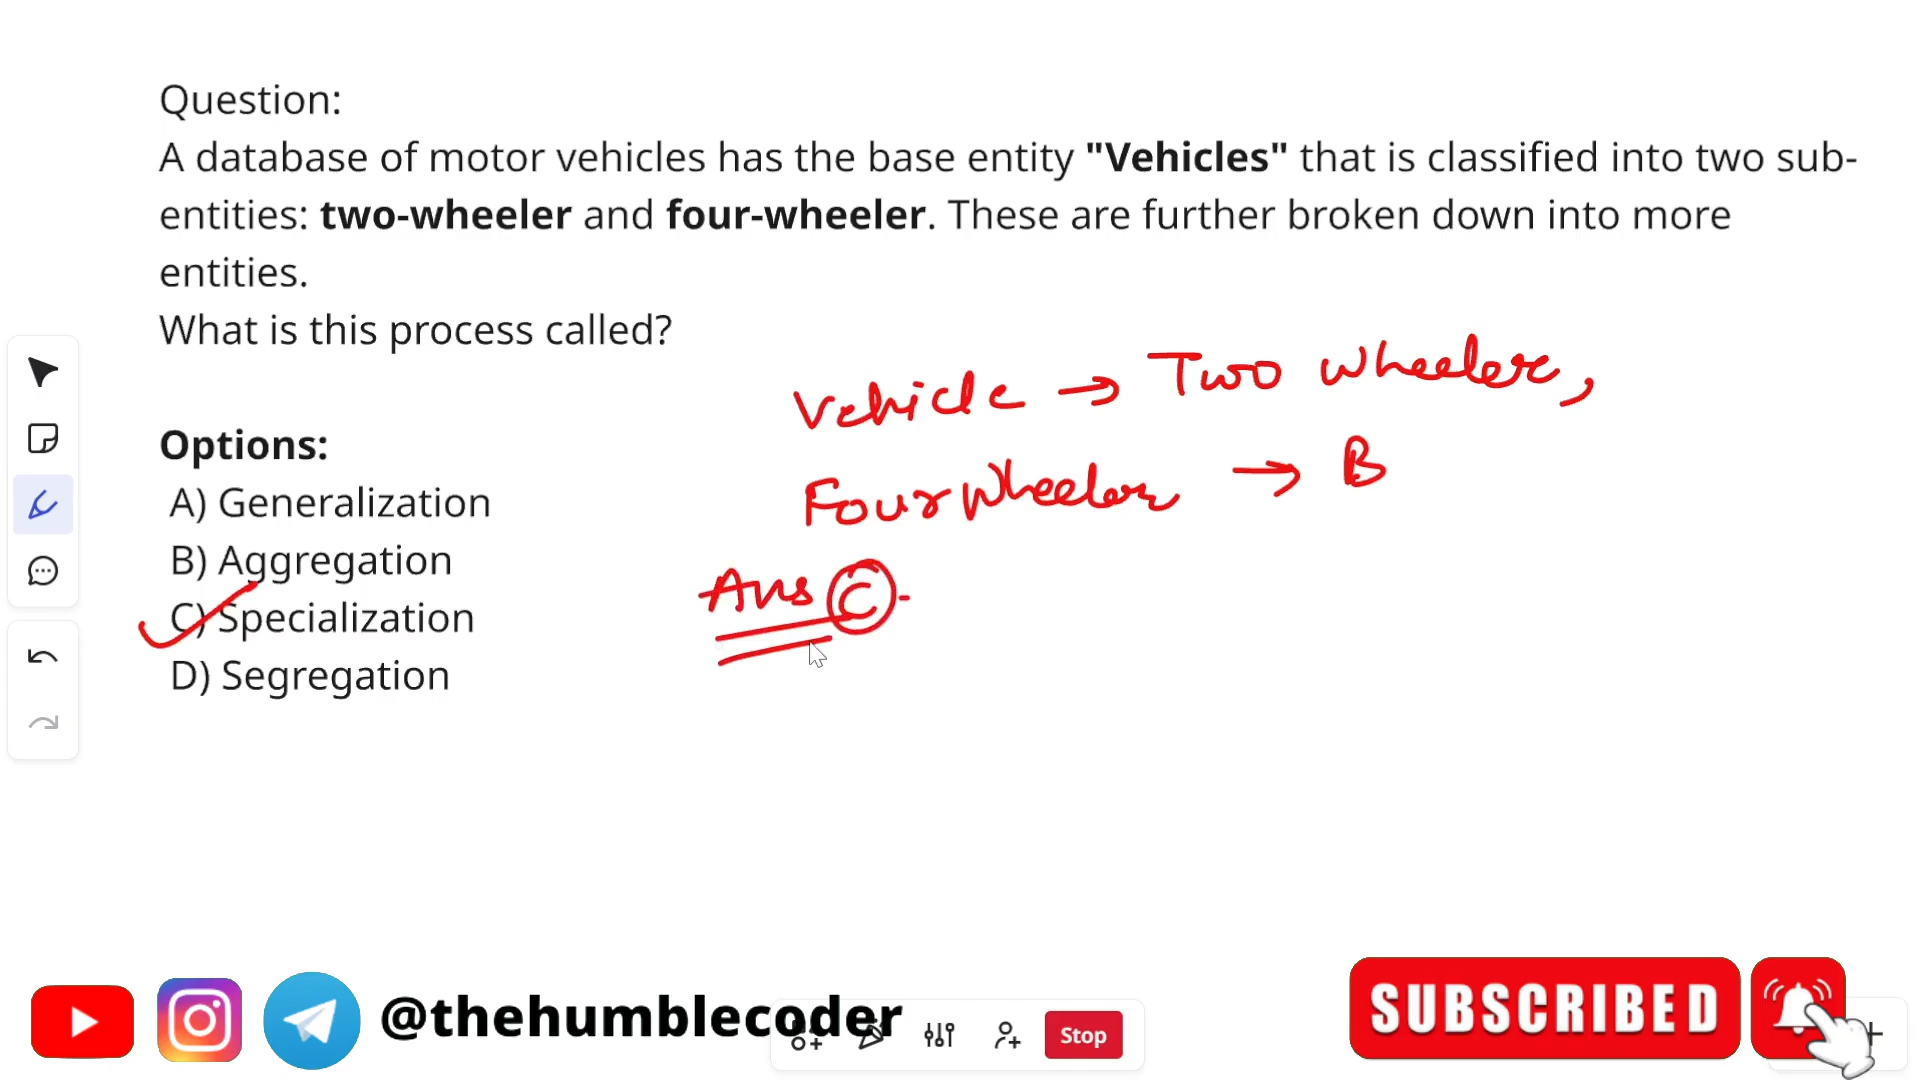 Question:
A database of motor vehicles has the base entity "Vehicles" that is classified into two sub-
entities: two-wheeler and four-wheeler. These are further broken down into more
entities.
What is this process called?
Vehicle → Two wheeler,
Four wheeler → B
Options:
A) Generalization
B) Aggregation
C) Specialization
D) Segregation
Ans C
@thehumblecoder
Stop
SUBSCRIBED